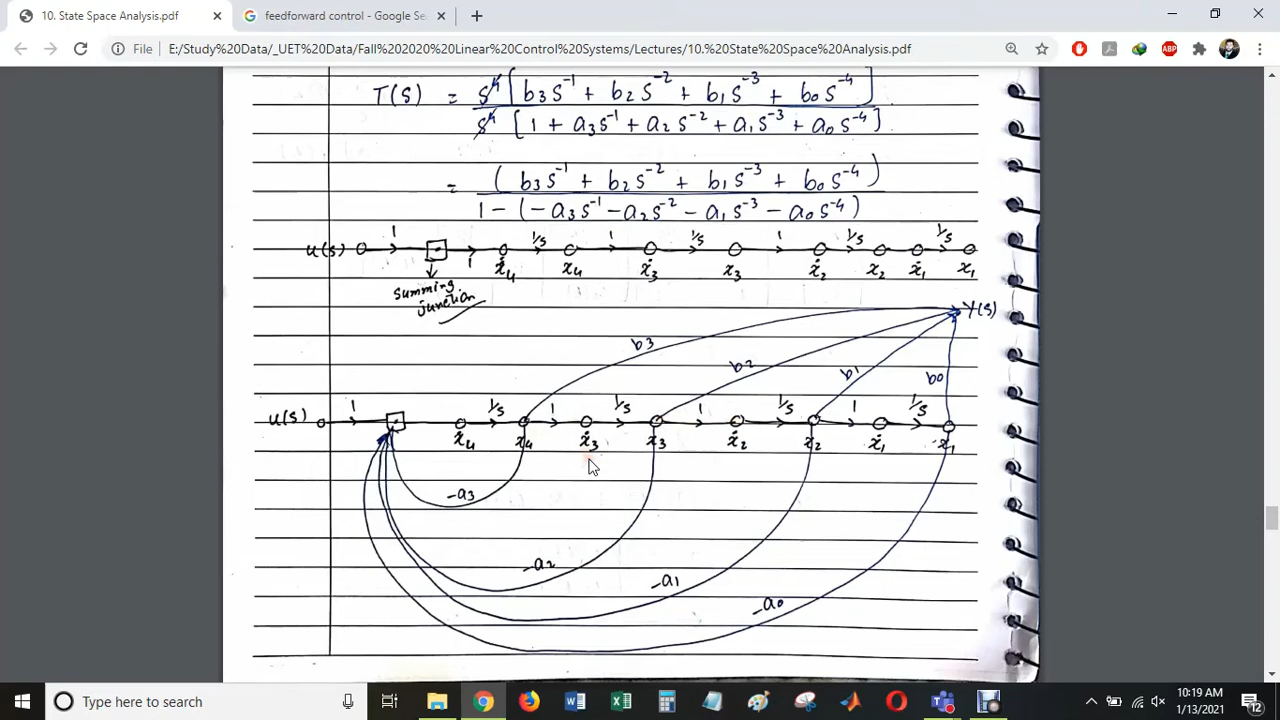 10. State Space Analysis.pdf
feedforward control - Google Se
File E:/Study%20Data/_UET%20Data/Fall%202020%20Linear%20Control%20Systems/Lectures/10.%20State%20Space%20Analysis.pdf
ABP
T(S) = s⁴[b3s⁻¹ + b2s⁻² + b1s⁻³ + b0s⁻⁴]
s⁴[1 + a3s⁻¹ + a2s⁻² + a1s⁻³ + a0s⁻⁴]
= (b3s⁻¹ + b2s⁻² + b1s⁻³ + b0s⁻⁴)
1 - (-a3s⁻¹ - a2s⁻² - a1s⁻³ - a0s⁻⁴)
1 1/s 1 1/s 1 1/s 1/s
u(s) 1 ẋ4 x4 ẋ3 x3 ẋ2 x2 ẋ1 x1
summing
junction
Y(s)
b3 b2 b1 b0
1 1/s 1 1/s 1 1/s 1 1/s
u(s) ẋ4 x4 ẋ3 x3 ẋ2 x2 ẋ1 x1
-a3
-a2
-a1
-a0
Type here to search
10:19 AM
1/13/2021
12